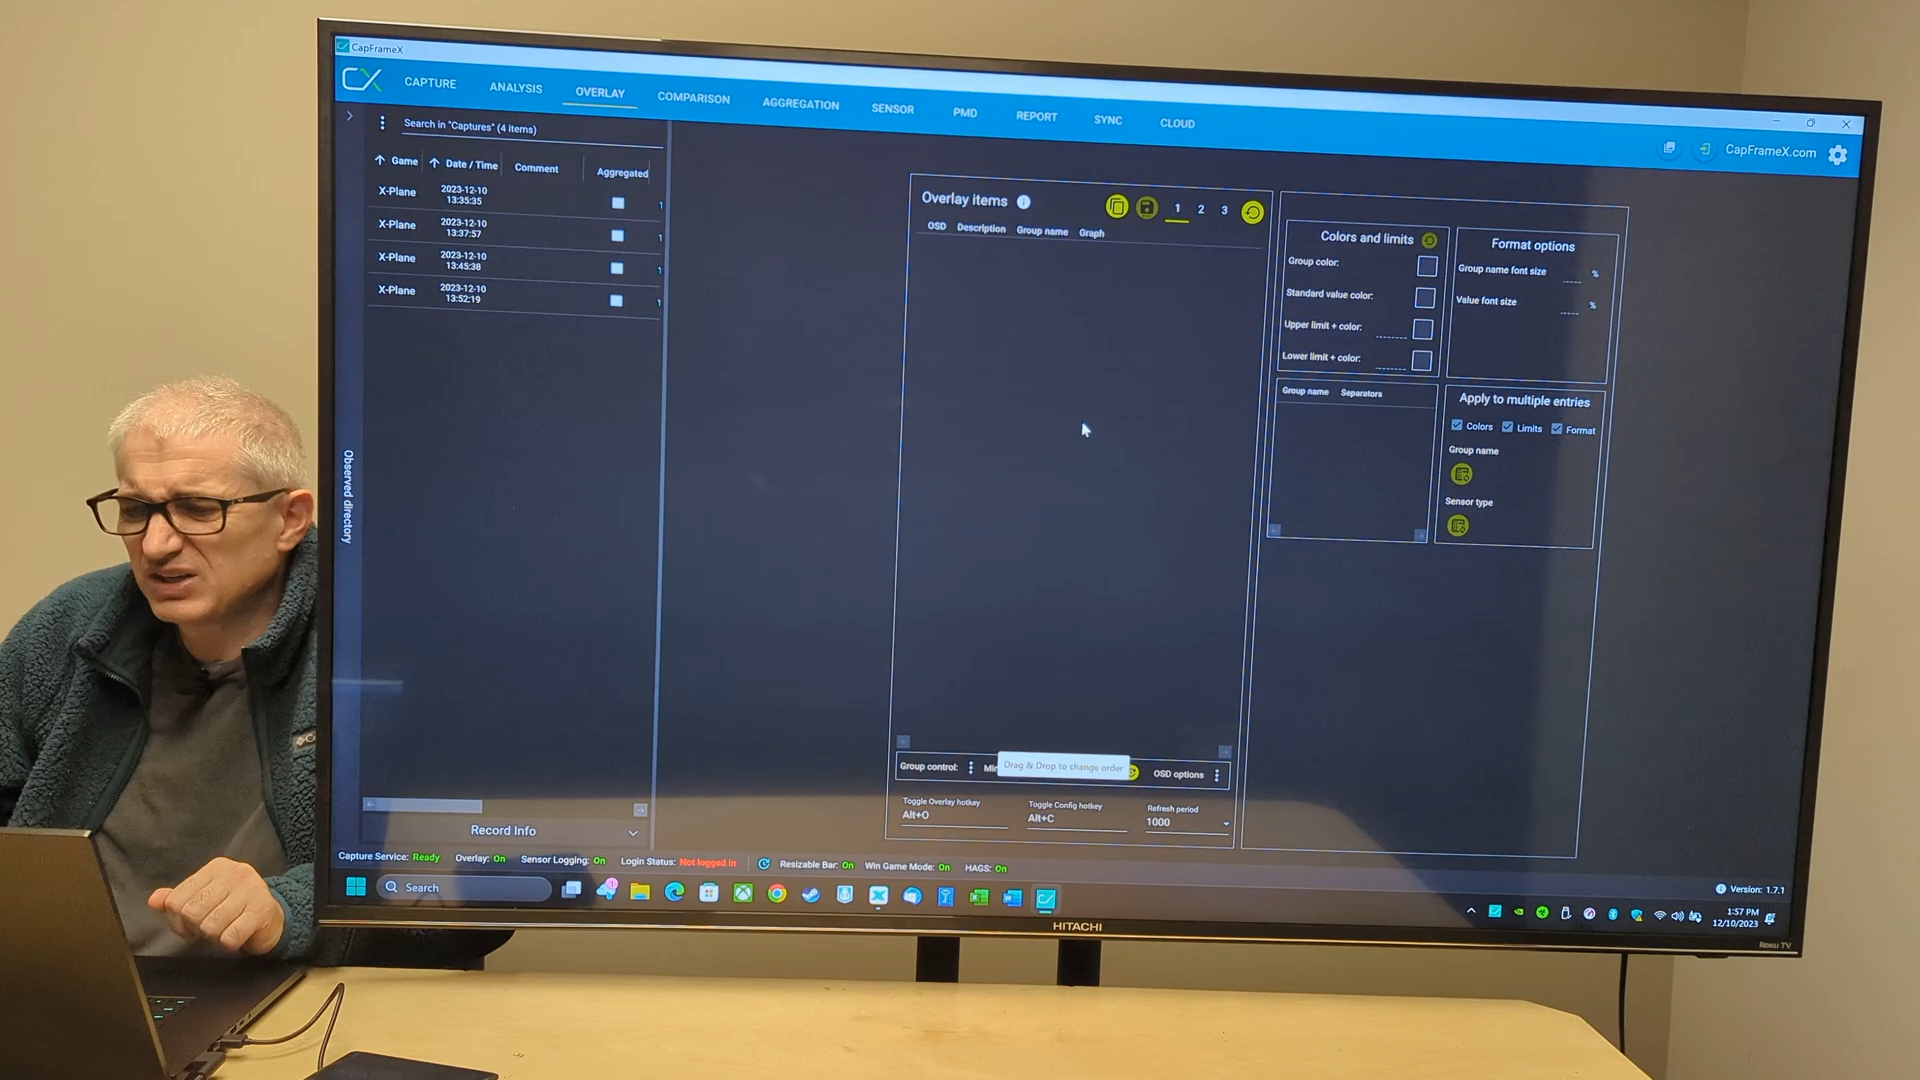 CapFrameX
CX
CAPTURE
ANALYSIS
OVERLAY
COMPARISON
AGGREGATION
SENSOR
PMD
REPORT
SYNC
CLOUD
CapFrameX.com
Search in "Captures" (4 items)
Game
Date / Time
Comment
Aggregated
X-Plane
2023-12-10
13:35:35
1
X-Plane
2023-12-10
13:37:57
1
X-Plane
2023-12-10
13:45:38
1
X-Plane
2023-12-10
13:52:19
1
Observed directory
Record Info
Overlay items
1
2
3
OSD
Description
Group name
Graph
Group control:
Drag & Drop to change order
OSD options
Toggle Overlay hotkey
Alt+O
Toggle Config hotkey
Alt+C
Refresh period
1000
Colors and limits
Group color:
Standard value color:
Upper limit + color:
Lower limit + color:
Format options
Group name font size
%
Value font size
%
Group name
Separators
Apply to multiple entries
Colors
Limits
Format
Group name
Sensor type
Capture Service: Ready
Overlay: On
Sensor Logging: On
Login Status: Not logged in
Resizable Bar: On
Win Game Mode: On
HAGS: On
Version: 1.7.1
Search
1
1:57 PM
12/10/2023
HITACHI
Roku TV